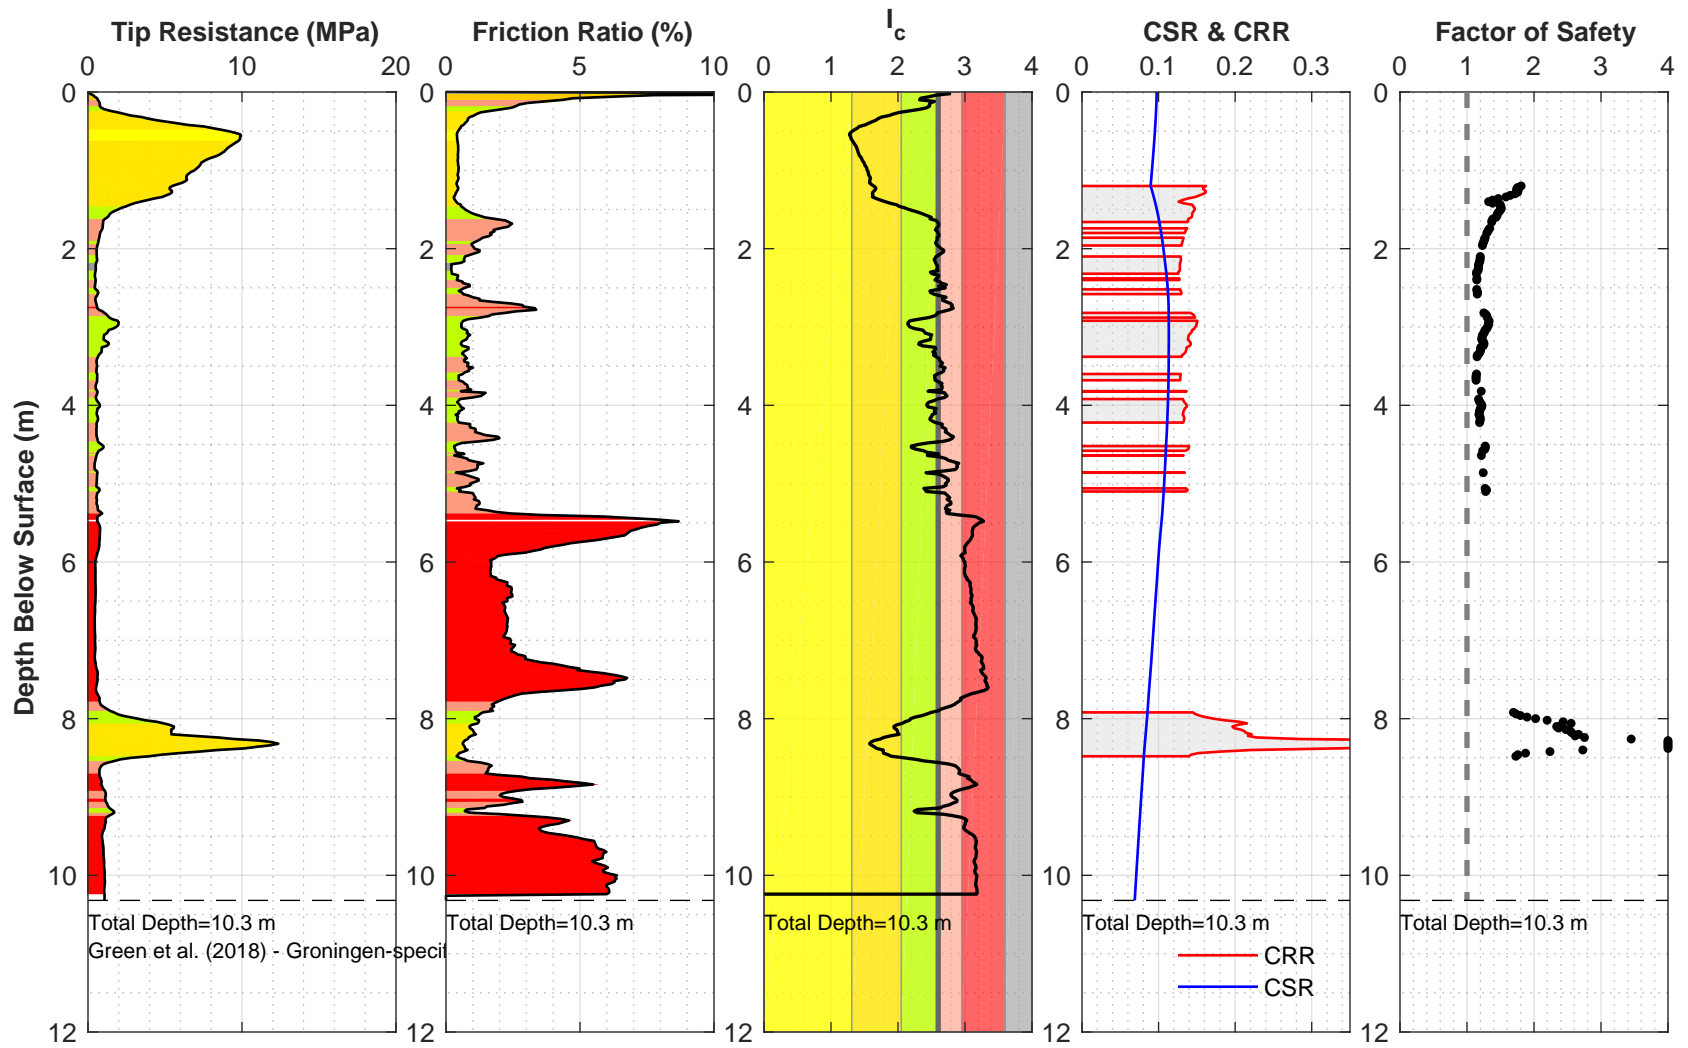 Tip Resistance (MPa)
Friction Ratio (%)
I
c
CSR & CRR
Factor of Safety
0 10 20
0 5 10
0 1 2 3 4
0 0.1 0.2 0.3
0 1 2 3 4
0 0 0 0 0
2 2 2 2 2
4 4 4 4 4
6 6 6 6 6
8 8 8 8 8
10 10 10 10 10
12 12 12 12 12
Depth Below Surface (m)
Total Depth=10.3 m
Green et al. (2018) - Groningen-specif
Total Depth=10.3 m
Total Depth=10.3 m
Total Depth=10.3 m
CRR
CSR
Total Depth=10.3 m